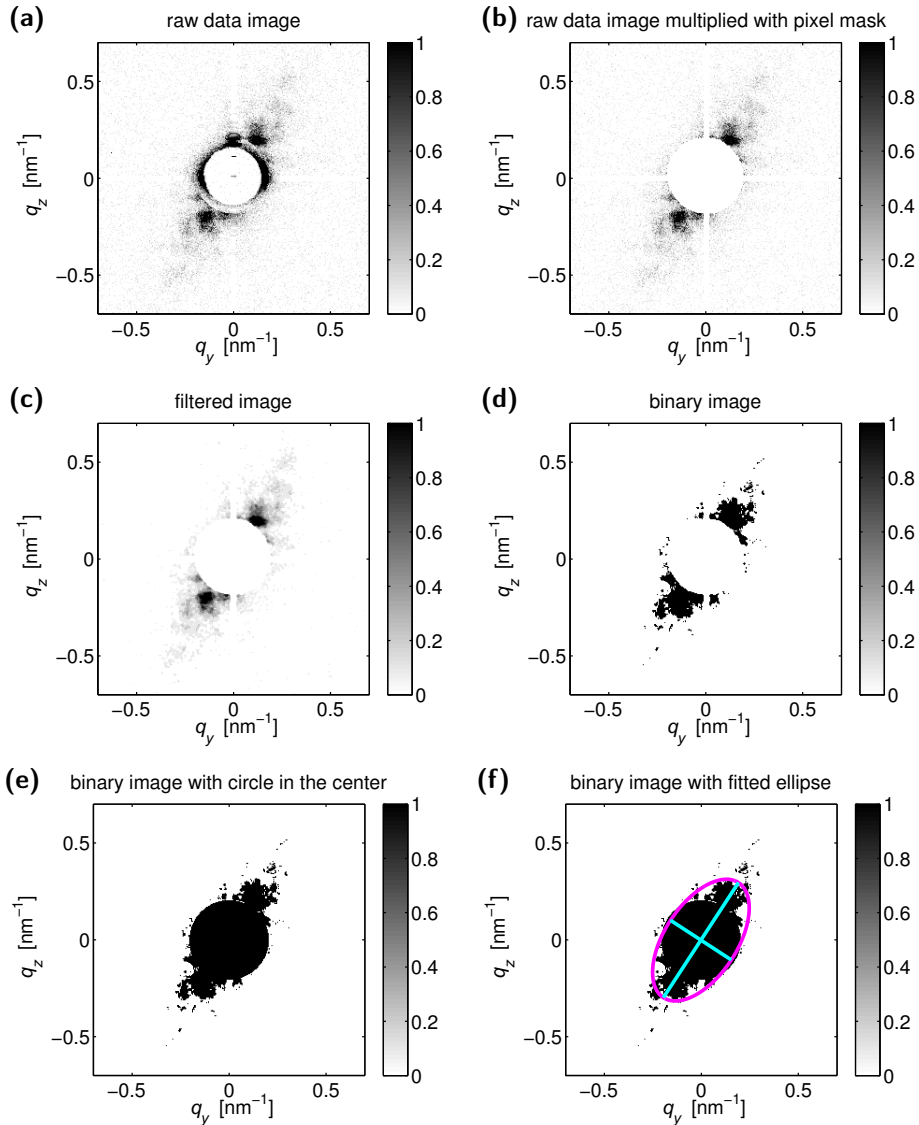 (a) raw data image
0.5
0
−0.5
q_z [nm⁻¹]
−0.5 0 0.5
q_y [nm⁻¹]
1
0.8
0.6
0.4
0.2
0
(b) raw data image multiplied with pixel mask
0.5
0
−0.5
q_z [nm⁻¹]
−0.5 0 0.5
q_y [nm⁻¹]
1
0.8
0.6
0.4
0.2
0
(c) filtered image
0.5
0
−0.5
q_z [nm⁻¹]
−0.5 0 0.5
q_y [nm⁻¹]
1
0.8
0.6
0.4
0.2
0
(d) binary image
0.5
0
−0.5
q_z [nm⁻¹]
−0.5 0 0.5
q_y [nm⁻¹]
1
0.8
0.6
0.4
0.2
0
(e) binary image with circle in the center
0.5
0
−0.5
q_z [nm⁻¹]
−0.5 0 0.5
q_y [nm⁻¹]
1
0.8
0.6
0.4
0.2
0
(f) binary image with fitted ellipse
0.5
0
−0.5
q_z [nm⁻¹]
−0.5 0 0.5
q_y [nm⁻¹]
1
0.8
0.6
0.4
0.2
0